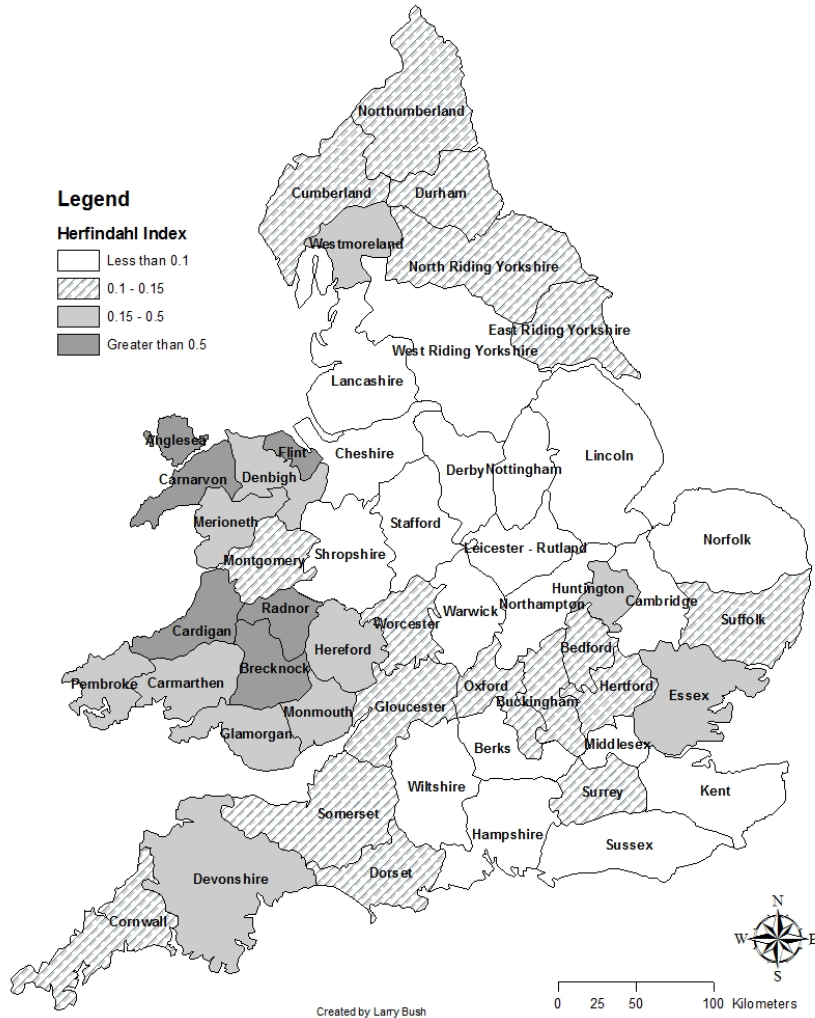 Northumberland
Cumberland
Durham
Legend
Herfindahl Index
Less than 0.1
0.1 - 0.15
0.15 - 0.5
Greater than 0.5
Westmoreland
North Riding Yorkshire
East Riding Yorkshire
West Riding Yorkshire
Lancashire
Anglesea
Flint
Cheshire
Carnarvon
Denbigh
Derby
Nottingham
Lincoln
Merioneth
Stafford
Norfolk
Montgomery
Shropshire
Leicester - Rutland
Radnor
Huntington
Cambridge
Northampton
Warwick
Worcester
Suffolk
Cardigan
Hereford
Bedford
Brecknock
Pembroke
Carmarthen
Oxford
Hertford
Essex
Buckingham
Monmouth
Gloucester
Glamorgan
Berks
Middlesex
Wiltshire
Surrey
Kent
Somerset
Hampshire
Sussex
Devonshire
Dorset
Cornwall
N
W
E
S
0 25 50 100 Kilometers
Created by Larry Bush